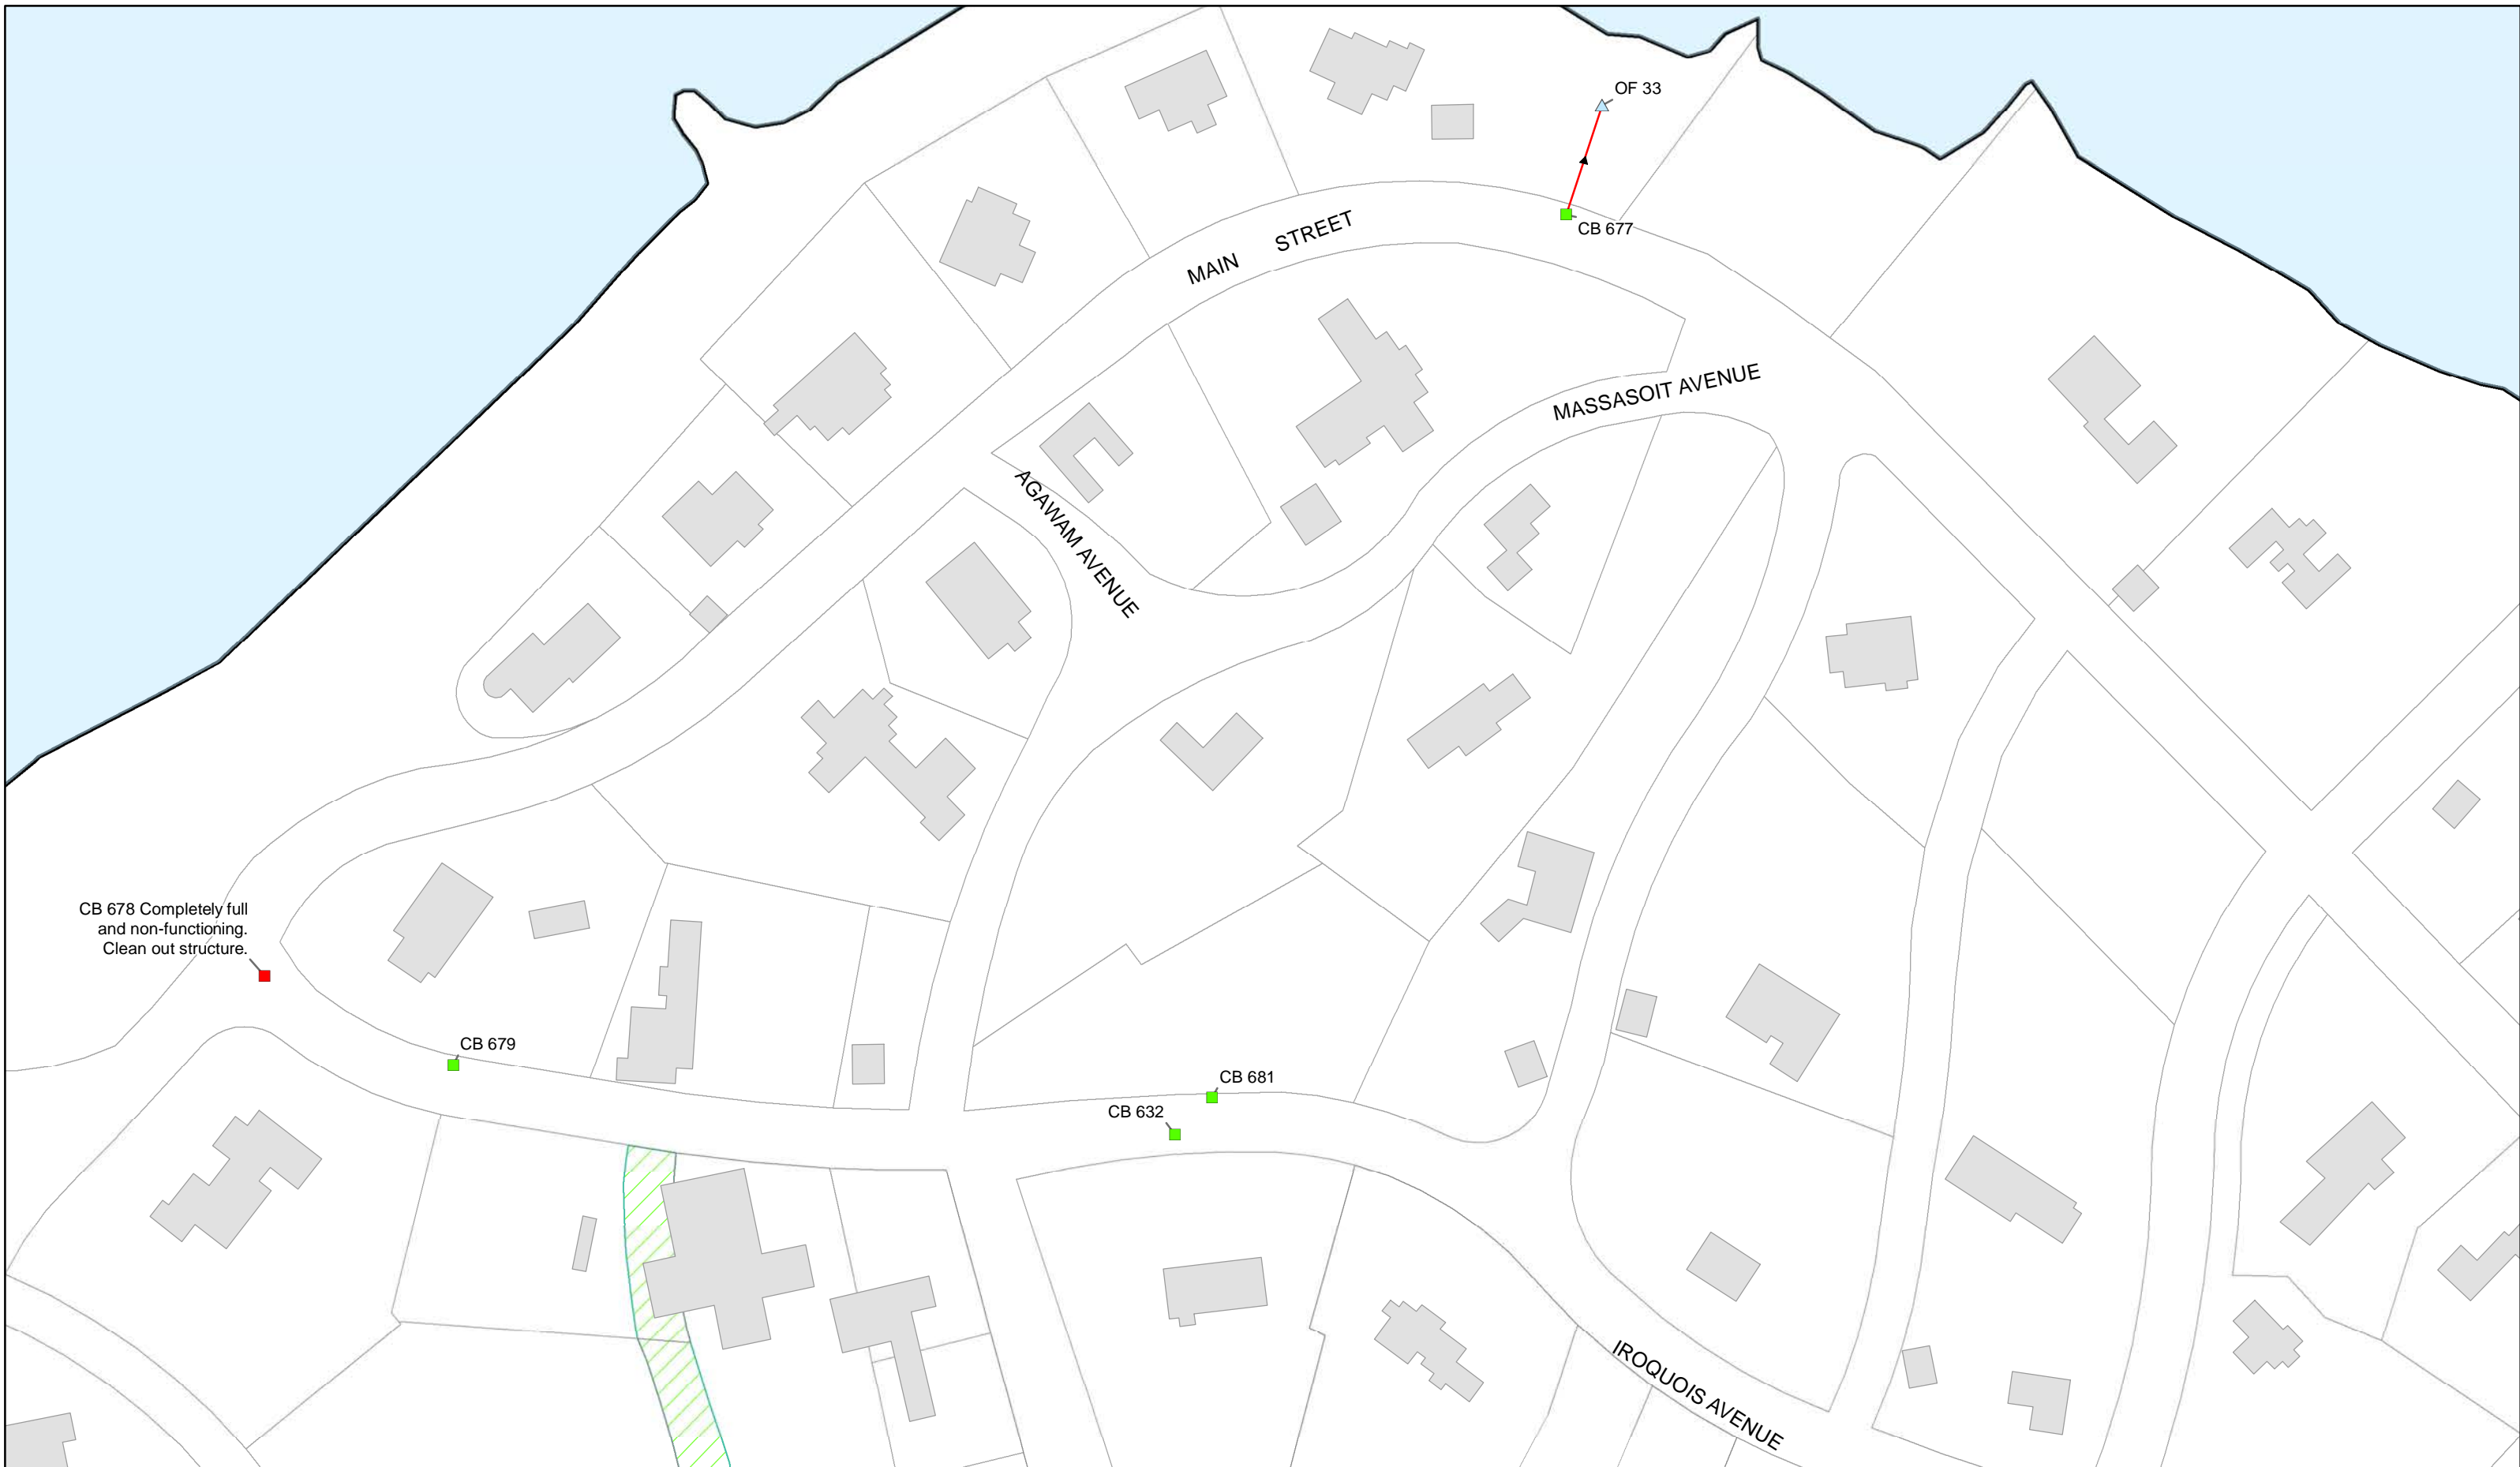 OF 33
CB 677
MAIN STREET
MASSASOIT AVENUE
AGAWAM AVENUE
CB 678 Completely full
and non-functioning.
Clean out structure.
CB 679
CB 681
CB 632
IROQUOIS AVENUE